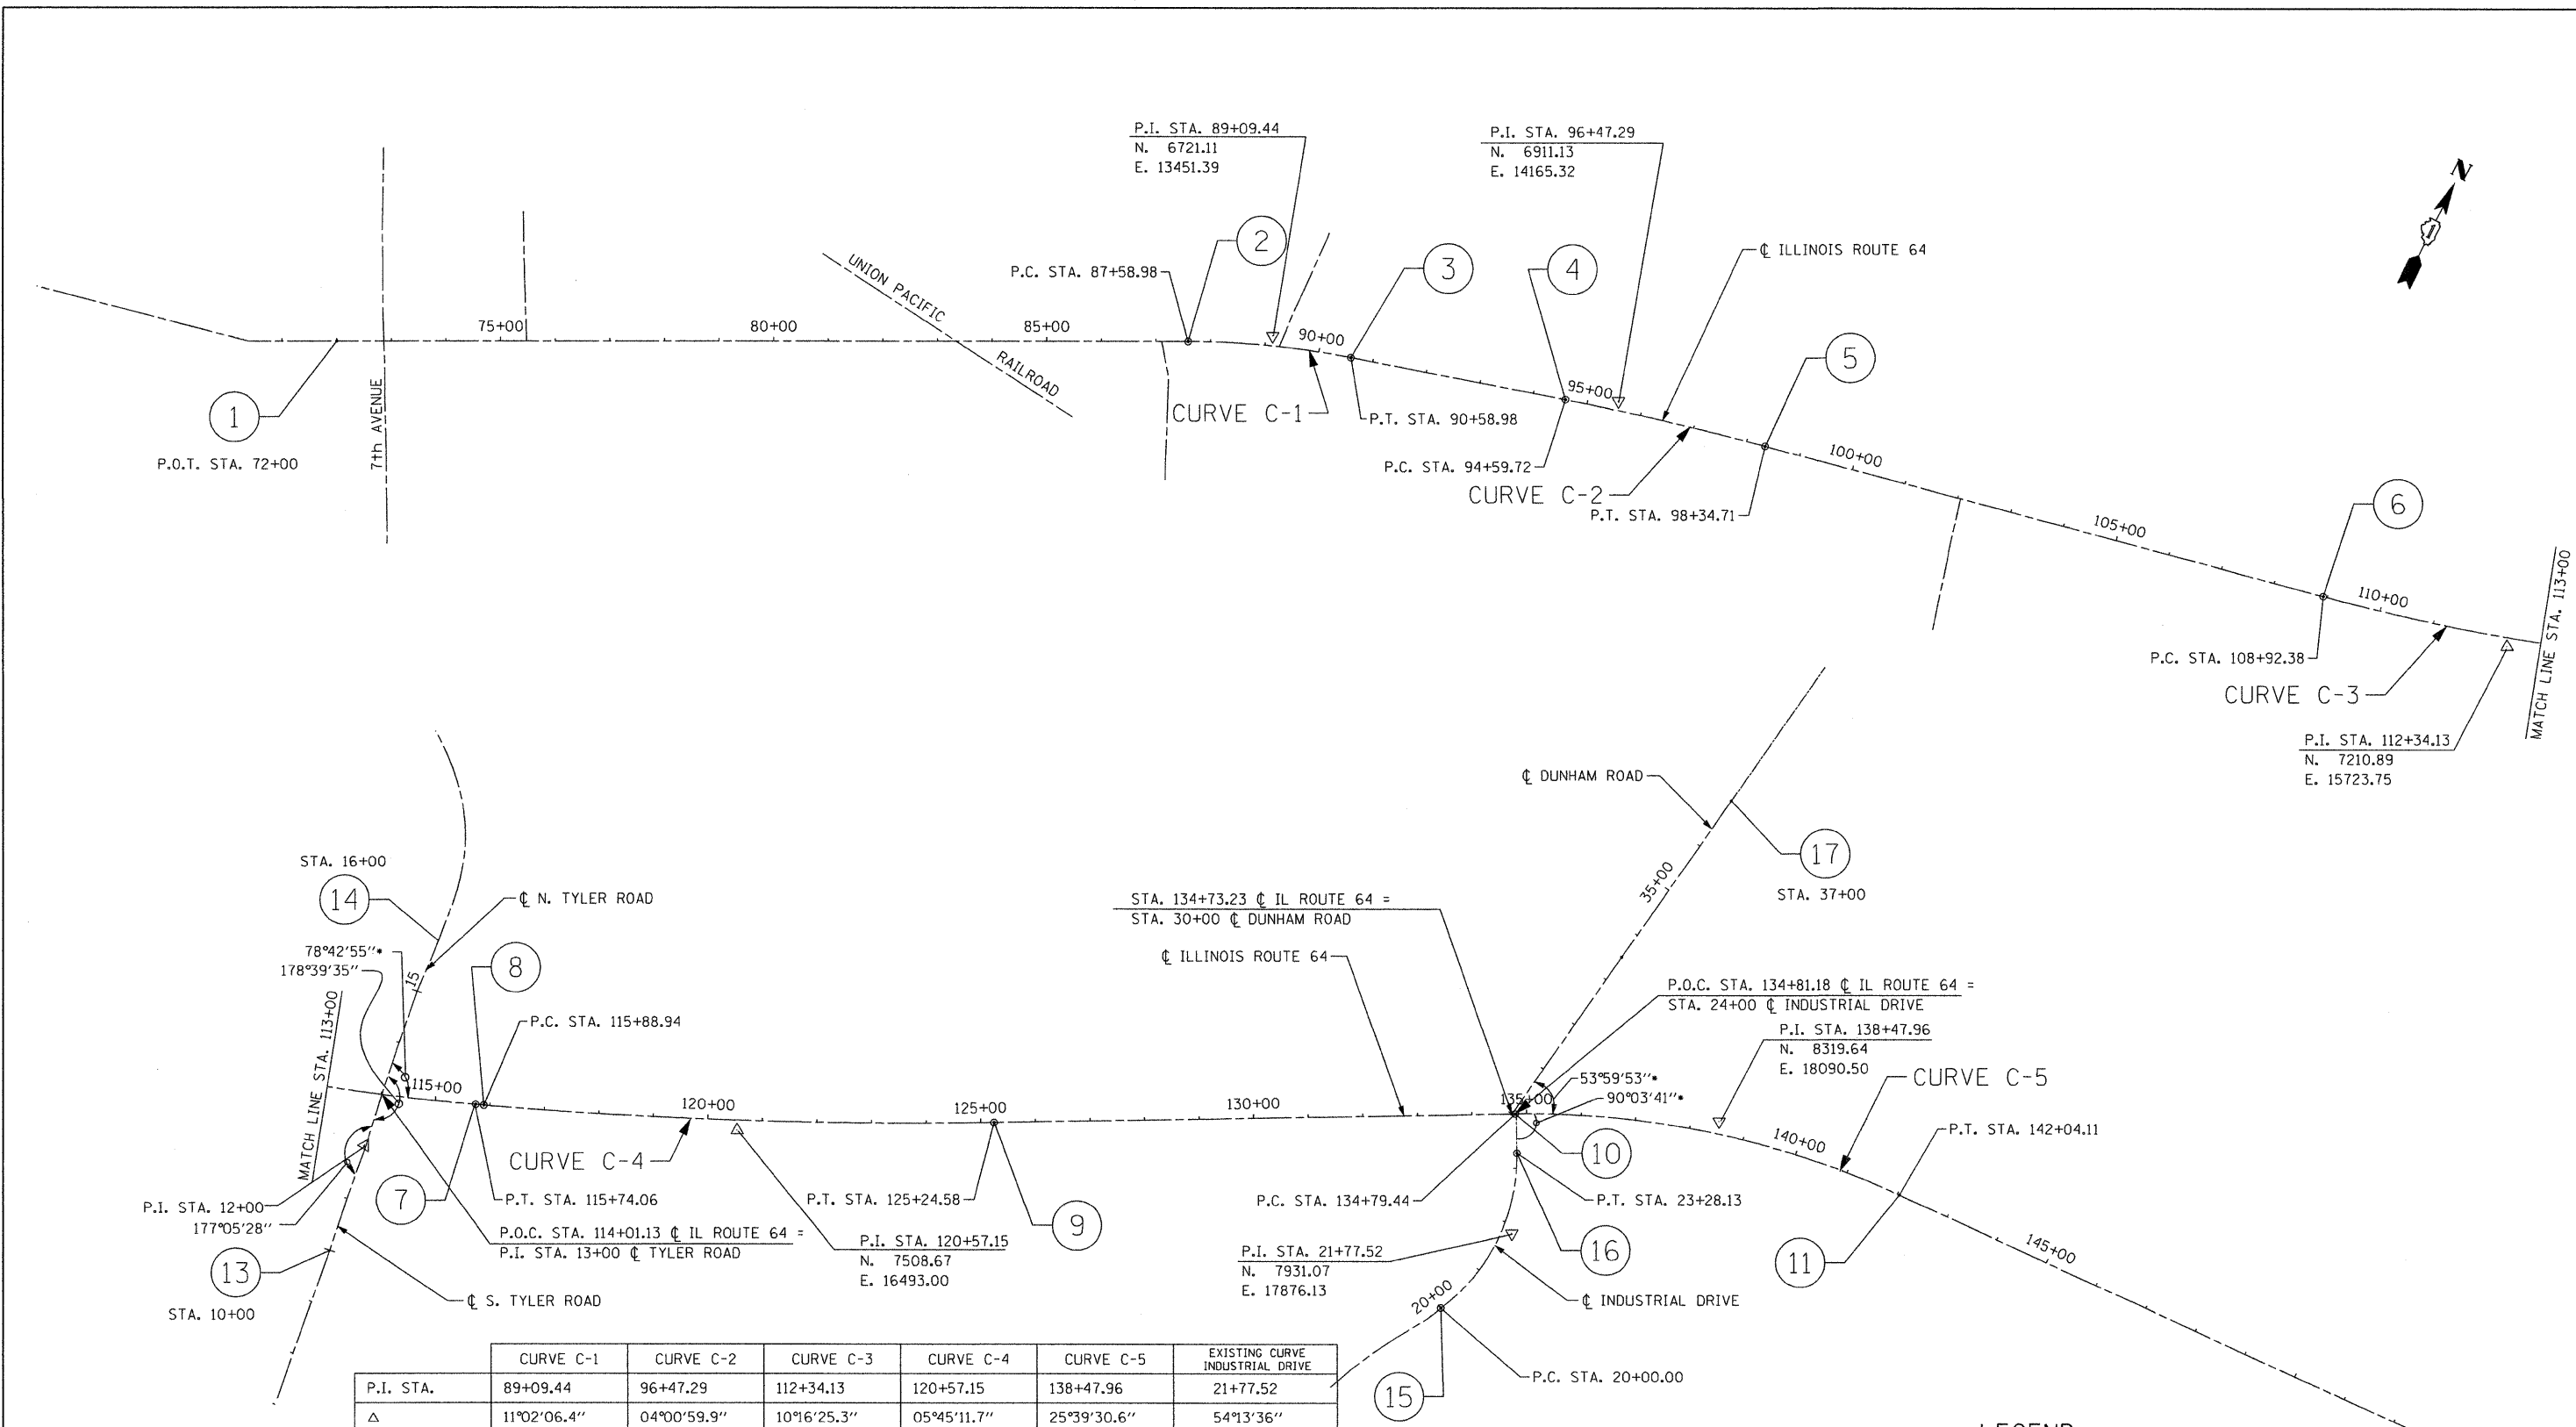 P.I. STA. 89+09.44
N. 6721.11
E. 13451.39
P.I. STA. 96+47.29
N. 6911.13
E. 14165.32
N
2
3
4
P.C. STA. 87+58.98
℄ ILLINOIS ROUTE 64
UNION PACIFIC
RAILROAD
75+00
80+00
85+00
90+00
95+00
100+00
105+00
110+00
5
1
7th AVENUE
P.O.T. STA. 72+00
CURVE C-1
P.T. STA. 90+58.98
P.C. STA. 94+59.72
CURVE C-2
P.T. STA. 98+34.71
6
MATCH LINE STA. 113+00
P.C. STA. 108+92.38
CURVE C-3
P.I. STA. 112+34.13
N. 7210.89
E. 15723.75
℄ DUNHAM ROAD
17
STA. 37+00
35+00
STA. 16+00
14
℄ N. TYLER ROAD
78°42'55"*
178°39'35"
15
8
STA. 134+73.23 ℄ IL ROUTE 64 =
STA. 30+00 ℄ DUNHAM ROAD
℄ ILLINOIS ROUTE 64
P.O.C. STA. 134+81.18 ℄ IL ROUTE 64 =
STA. 24+00 ℄ INDUSTRIAL DRIVE
P.I. STA. 138+47.96
N. 8319.64
E. 18090.50
MATCH LINE STA. 113+00
P.C. STA. 115+88.94
115+00
120+00
125+00
130+00
135+00
53°59'53"*
90°03'41"*
CURVE C-5
140+00
P.T. STA. 142+04.11
145+00
CURVE C-4
10
7
P.T. STA. 115+74.06
P.T. STA. 125+24.58
9
P.C. STA. 134+79.44
P.T. STA. 23+28.13
P.I. STA. 12+00
177°05'28"
P.O.C. STA. 114+01.13 ℄ IL ROUTE 64 =
P.I. STA. 13+00 ℄ TYLER ROAD
P.I. STA. 120+57.15
N. 7508.67
E. 16493.00
P.I. STA. 21+77.52
N. 7931.07
E. 17876.13
16
11
13
STA. 10+00
℄ S. TYLER ROAD
20+00
℄ INDUSTRIAL DRIVE
15
P.C. STA. 20+00.00
CURVE C-1 CURVE C-2 CURVE C-3 CURVE C-4 CURVE C-5 EXISTING CURVE INDUSTRIAL DRIVE
P.I. STA. 89+09.44 96+47.29 112+34.13 120+57.15 138+47.96 21+77.52
△ 11°02'06.4" 04°00'59.9" 10°16'25.3" 05°45'11.7" 25°39'30.6" 54°13'36"
LEGEND